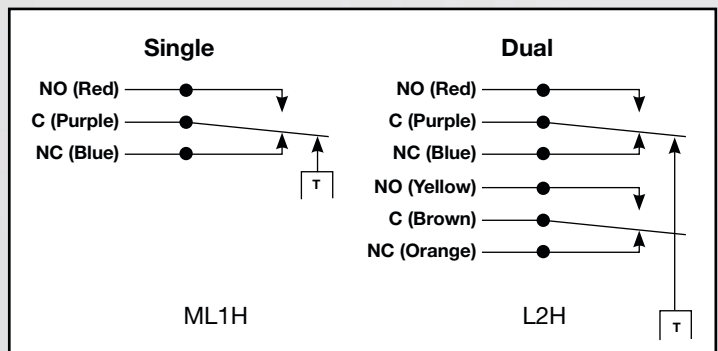 Single
NO (Red)
C (Purple)
NC (Blue)
T
ML1H
Dual
NO (Red)
C (Purple)
NC (Blue)
NO (Yellow)
C (Brown)
NC (Orange)
T
L2H